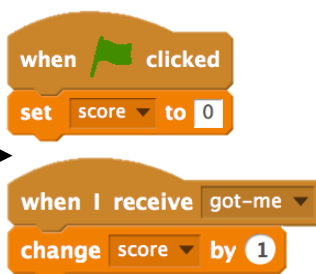 when clicked
set score to 0
when I receive got-me
change score by 1